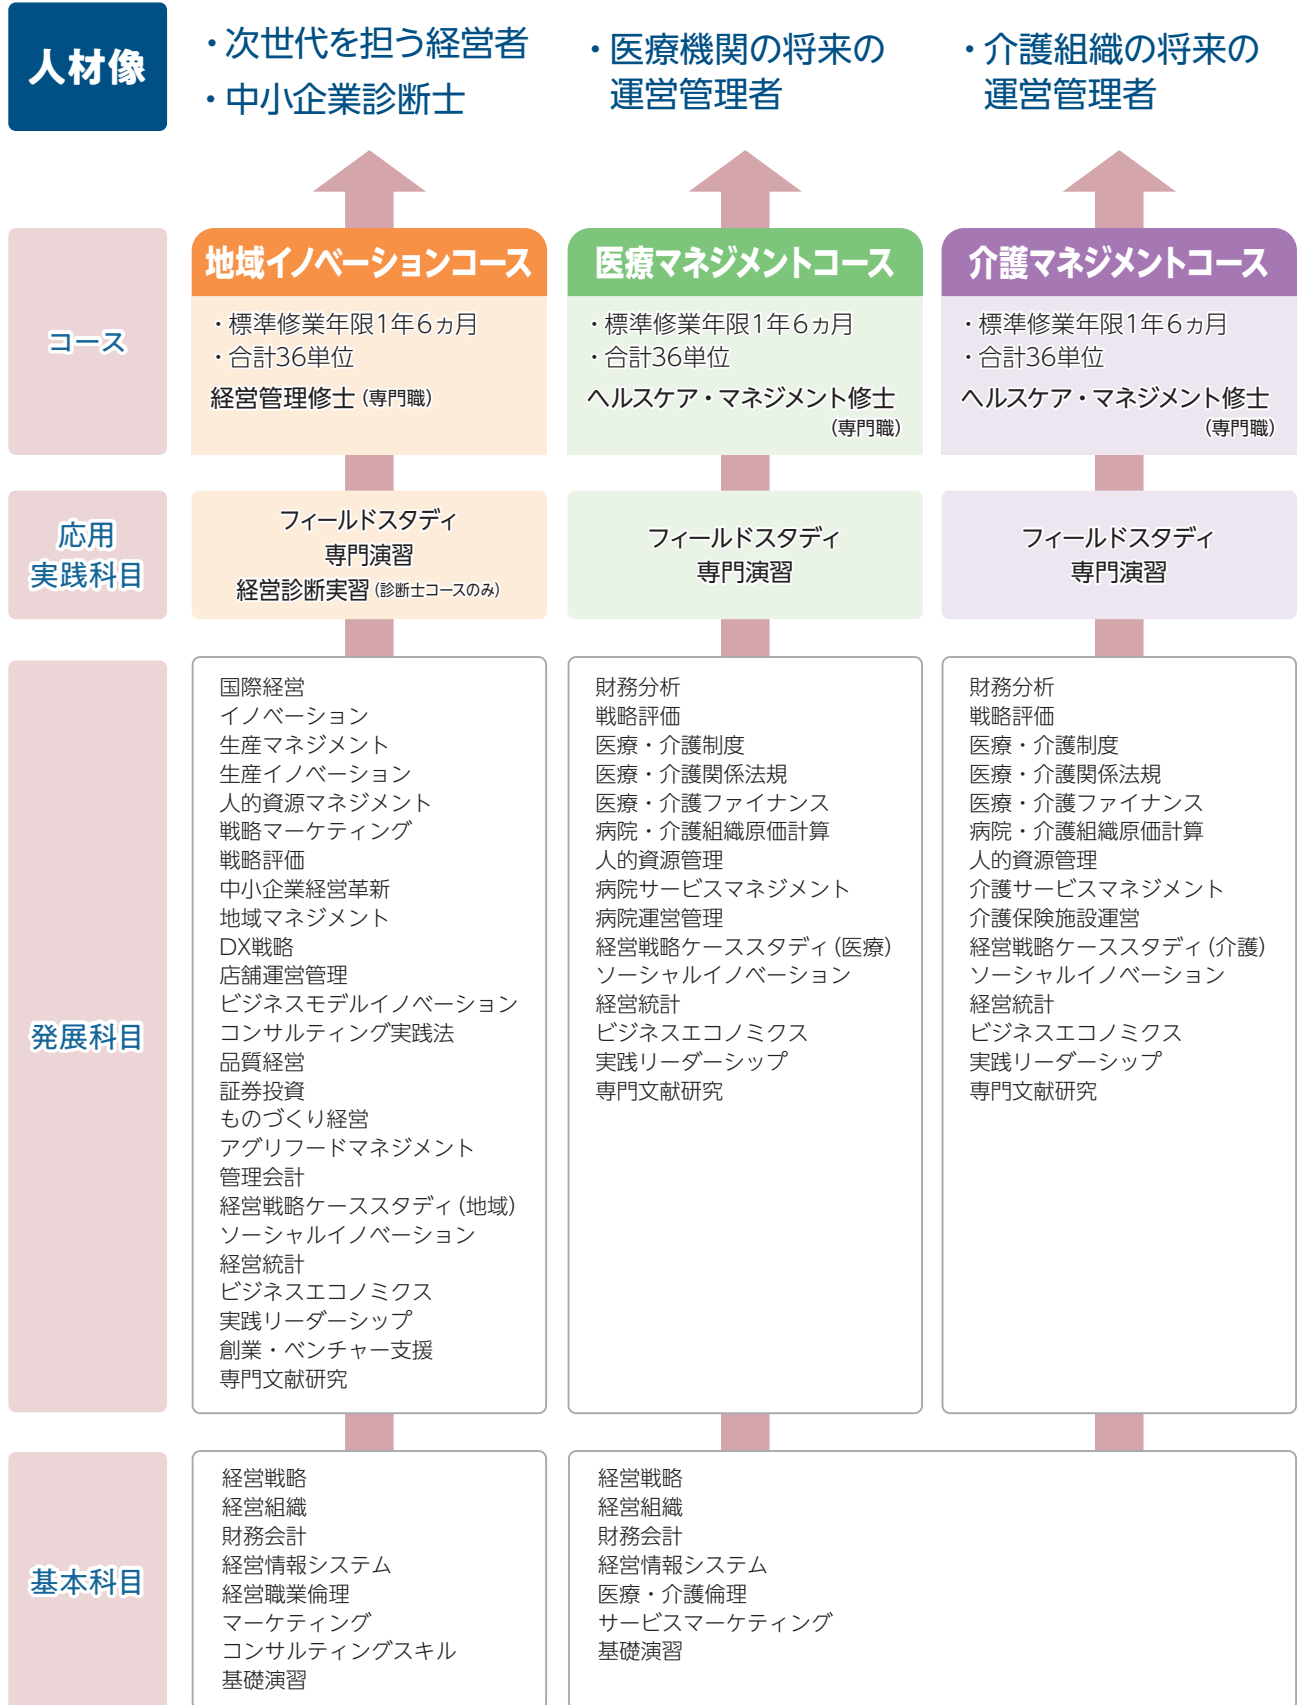 人材像
・次世代を担う経営者
・中小企業診断士
・医療機関の将来の
運営管理者
・介護組織の将来の
運営管理者
コース
地域イノベーションコース
・標準修業年限1年6ヵ月
・合計36単位
経営管理修士(専門職)
医療マネジメントコース
・標準修業年限1年6ヵ月
・合計36単位
ヘルスケア・マネジメント修士
(専門職)
介護マネジメントコース
・標準修業年限1年6ヵ月
・合計36単位
ヘルスケア・マネジメント修士
(専門職)
応用
実践科目
フィールドスタディ
専門演習
経営診断実習(診断士コースのみ)
フィールドスタディ
専門演習
フィールドスタディ
専門演習
発展科目
国際経営
イノベーション
生産マネジメント
生産イノベーション
人的資源マネジメント
戦略マーケティング
戦略評価
中小企業経営革新
地域マネジメント
DX戦略
店舗運営管理
ビジネスモデルイノベーション
コンサルティング実践法
品質経営
証券投資
ものづくり経営
アグリフードマネジメント
管理会計
経営戦略ケーススタディ(地域)
ソーシャルイノベーション
経営統計
ビジネスエコノミクス
実践リーダーシップ
創業・ベンチャー支援
専門文献研究
財務分析
戦略評価
医療・介護制度
医療・介護関係法規
医療・介護ファイナンス
病院・介護組織原価計算
人的資源管理
病院サービスマネジメント
病院運営管理
経営戦略ケーススタディ(医療)
ソーシャルイノベーション
経営統計
ビジネスエコノミクス
実践リーダーシップ
専門文献研究
財務分析
戦略評価
医療・介護制度
医療・介護関係法規
医療・介護ファイナンス
病院・介護組織原価計算
人的資源管理
介護サービスマネジメント
介護保険施設運営
経営戦略ケーススタディ(介護)
ソーシャルイノベーション
経営統計
ビジネスエコノミクス
実践リーダーシップ
専門文献研究
基本科目
経営戦略
経営組織
財務会計
経営情報システム
経営職業倫理
マーケティング
コンサルティングスキル
基礎演習
経営戦略
経営組織
財務会計
経営情報システム
医療・介護倫理
サービスマーケティング
基礎演習